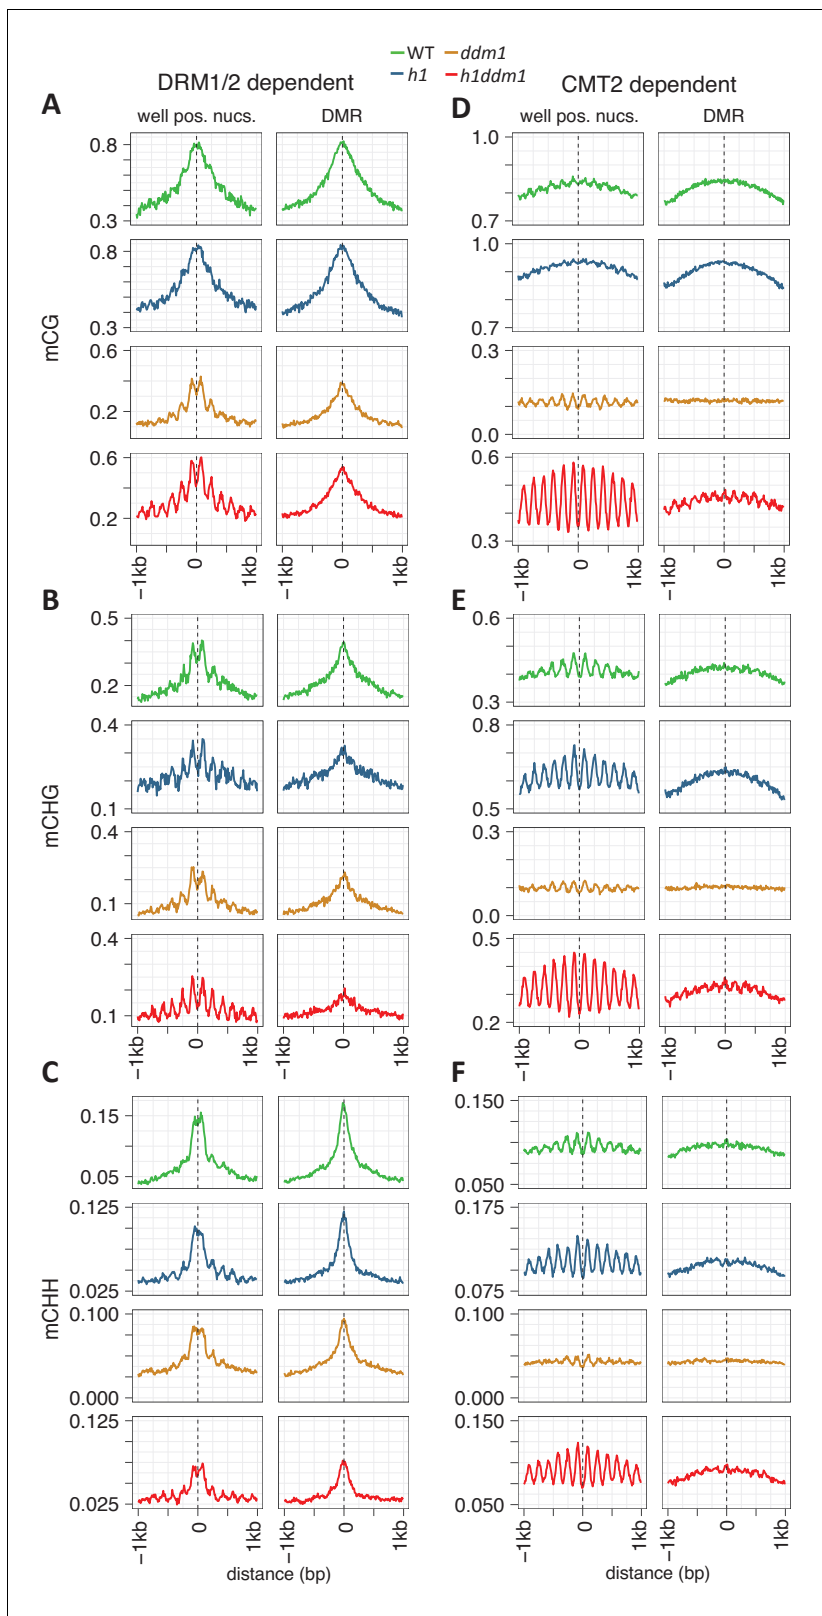 WT ddm1
h1 h1ddm1
DRM1/2 dependent
CMT2 dependent
A
well pos. nucs. DMR
D
well pos. nucs. DMR
mCG
0.8
0.3
0.8
0.3
0.6
0.2
0.6
0.2
−1kb 0 1kb −1kb 0 1kb
1.0
0.7
1.0
0.7
0.3
0.0
0.6
0.3
−1kb 0 1kb −1kb 0 1kb
B
mCHG
0.5
0.2
0.4
0.1
0.4
0.1
0.4
0.1
−1kb 0 1kb −1kb 0 1kb
E
0.6
0.3
0.8
0.5
0.3
0.0
0.5
0.2
−1kb 0 1kb −1kb 0 1kb
C
mCHH
0.15
0.05
0.125
0.025
0.100
0.000
0.125
0.025
−1kb 0 1kb −1kb 0 1kb
distance (bp)
F
0.150
0.050
0.175
0.075
0.100
0.000
0.150
0.050
−1kb 0 1kb −1kb 0 1kb
distance (bp)